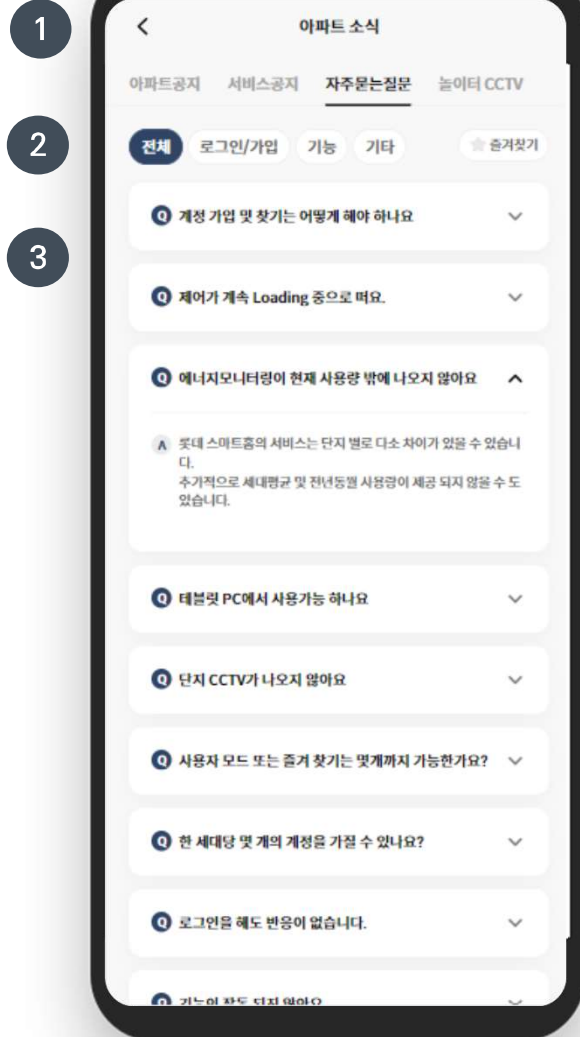 1
아파트 소식
아파트공지 서비스공지 자주묻는질문 놀이터 CCTV
2
전체 로그인/가입 기능 기타 즐겨찾기
Q 계정 가입 및 찾기는 어떻게 해야 하나요
3
Q 제어가 계속 Loading 중으로 떠요.
Q 에너지모니터링이 현재 사용량 밖에 나오지 않아요
A 롯데 스마트홈의 서비스는 단지 별로 다소 차이가 있을 수 있습니
다.
추가적으로 세대평균 및 전년동월 사용량이 제공 되지 않을 수 도
있습니다.
Q 테블릿 PC에서 사용가능 하나요
Q 단지 CCTV가 나오지 않아요
Q 사용자 모드 또는 즐겨 찾기는 몇개까지 가능한가요?
Q 한 세대당 몇 개의 계정을 가질 수 있나요?
Q 로그인을 해도 반응이 없습니다.
Q 기능이 작동 되지 않아요